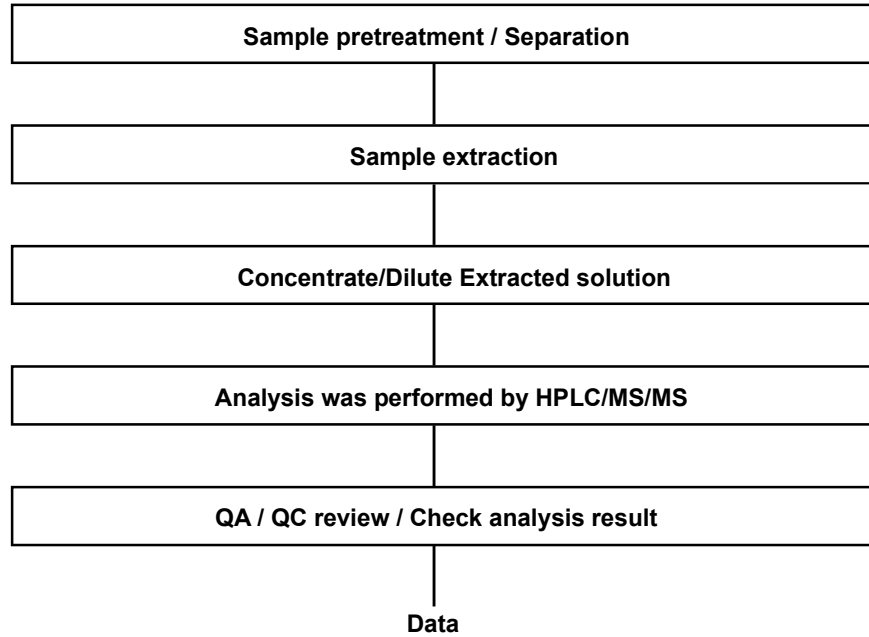 Sample pretreatment / Separation
Sample extraction
Concentrate/Dilute Extracted solution
Analysis was performed by HPLC/MS/MS
QA / QC review / Check analysis result
Data